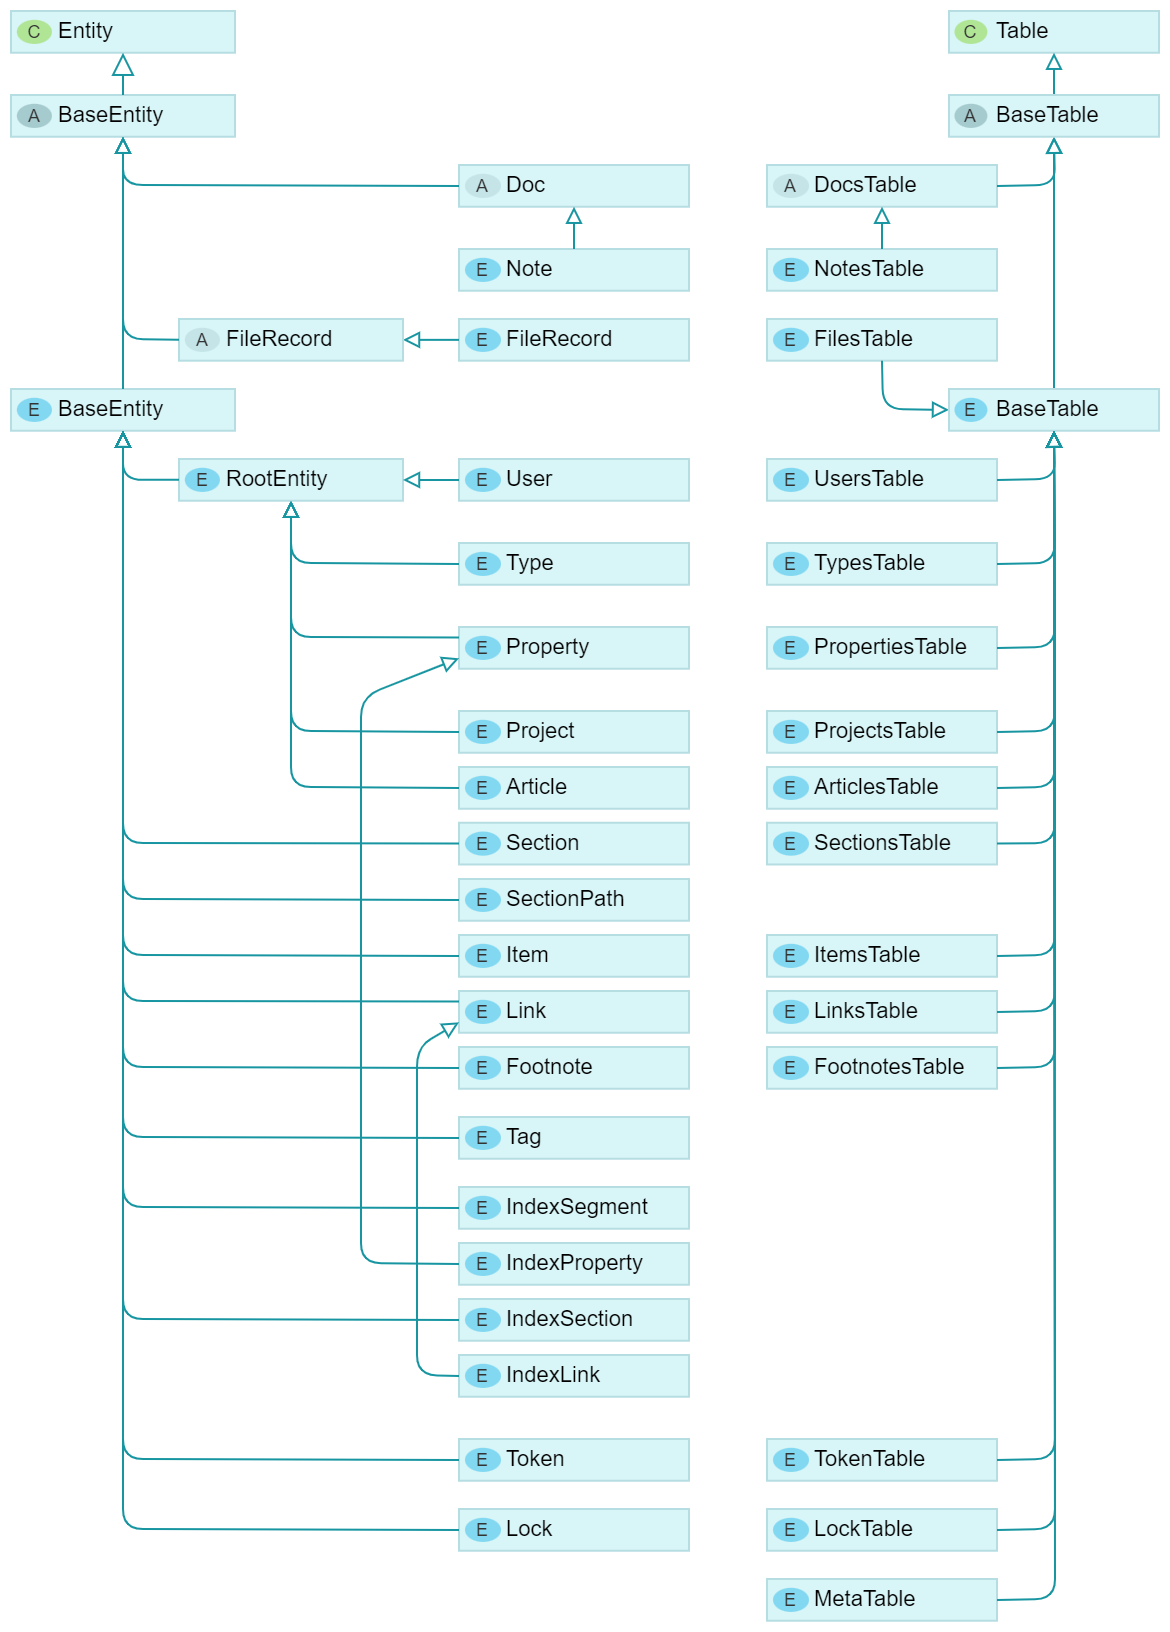 C Entity
C Table
A BaseEntity
A BaseTable
A Doc
A DocsTable
E Note
E NotesTable
A FileRecord
E FileRecord
E FilesTable
E BaseEntity
E BaseTable
E RootEntity
E User
E UsersTable
E Type
E TypesTable
E Property
E PropertiesTable
E Project
E ProjectsTable
E Article
E ArticlesTable
E Section
E SectionsTable
E SectionPath
E Item
E ItemsTable
E Link
E LinksTable
E Footnote
E FootnotesTable
E Tag
E IndexSegment
E IndexProperty
E IndexSection
E IndexLink
E Token
E TokenTable
E Lock
E LockTable
E MetaTable